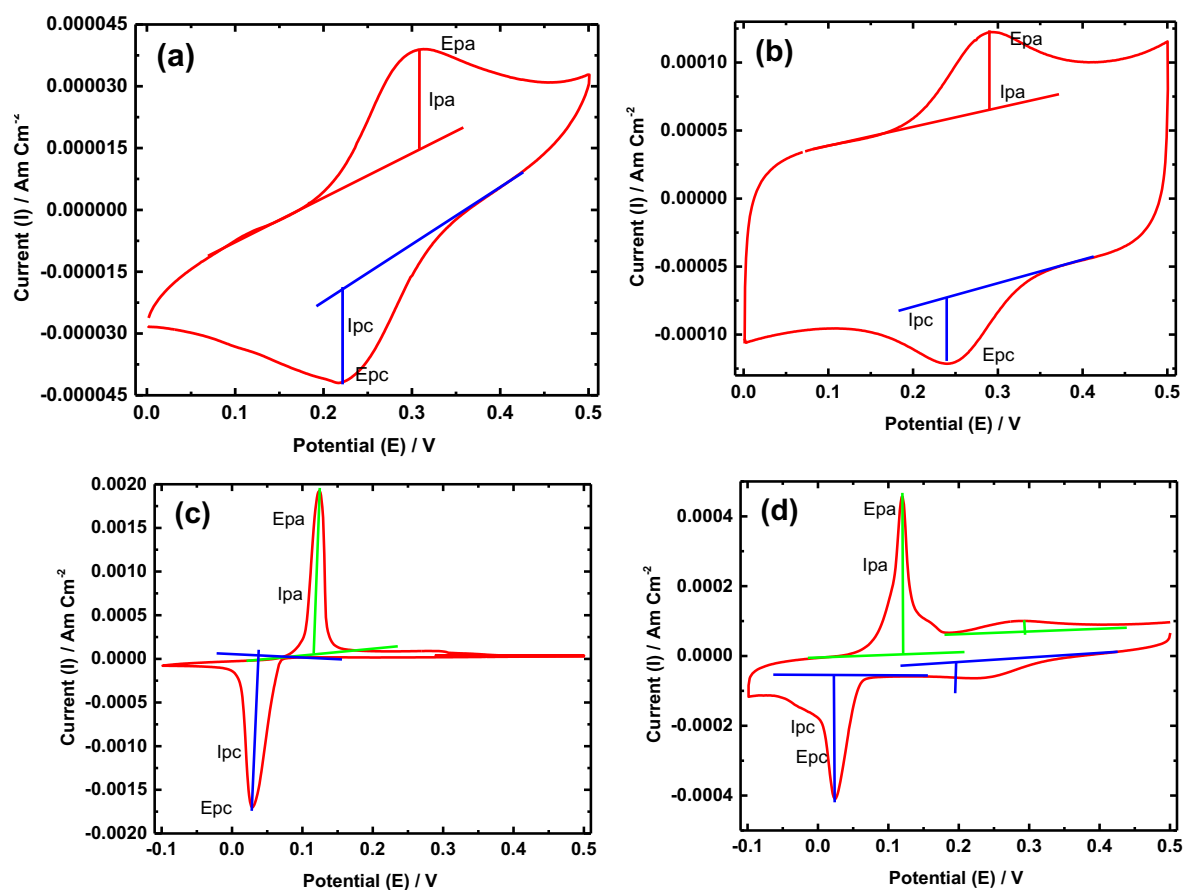 (a)
Epa
Ipa
Ipc
Epc
0.000045
0.000030
0.000015
0.000000
-0.000015
-0.000030
-0.000045
Current (I) / Am Cm⁻²
0.0 0.1 0.2 0.3 0.4 0.5
Potential (E) / V
(b)
Epa
Ipa
Ipc
Epc
0.00010
0.00005
0.00000
-0.00005
-0.00010
Current (I) / Am Cm⁻²
0.0 0.1 0.2 0.3 0.4 0.5
Potential (E) / V
(c)
Epa
Ipa
Ipc
Epc
0.0020
0.0015
0.0010
0.0005
0.0000
-0.0005
-0.0010
-0.0015
-0.0020
Current (I) / Am Cm⁻²
-0.1 0.0 0.1 0.2 0.3 0.4 0.5
Potential (E) / V
(d)
Epa
Ipa
Ipc
Epc
0.0004
0.0002
0.0000
-0.0002
-0.0004
Current (I) / Am Cm⁻²
-0.1 0.0 0.1 0.2 0.3 0.4 0.5
Potential (E) / V